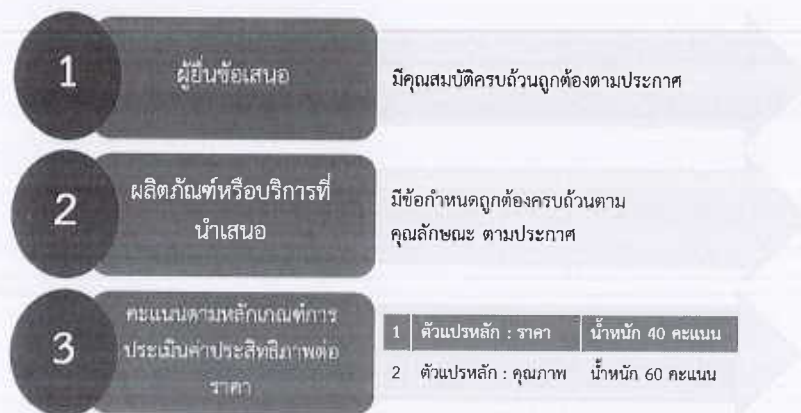 1
ผู้ยื่นข้อเสนอ
มีคุณสมบัติครบถ้วนถูกต้องตามประกาศ
2
ผลิตภัณฑ์หรือบริการที่
นำเสนอ
มีข้อกำหนดถูกต้องครบถ้วนตาม
คุณลักษณะ ตามประกาศ
3
คะแนนตามหลักเกณฑ์การ
ประเมินค่าประสิทธิภาพต่อ
ราคา
1 ตัวแปรหลัก : ราคา น้ำหนัก 40 คะแนน
2 ตัวแปรหลัก : คุณภาพ น้ำหนัก 60 คะแนน